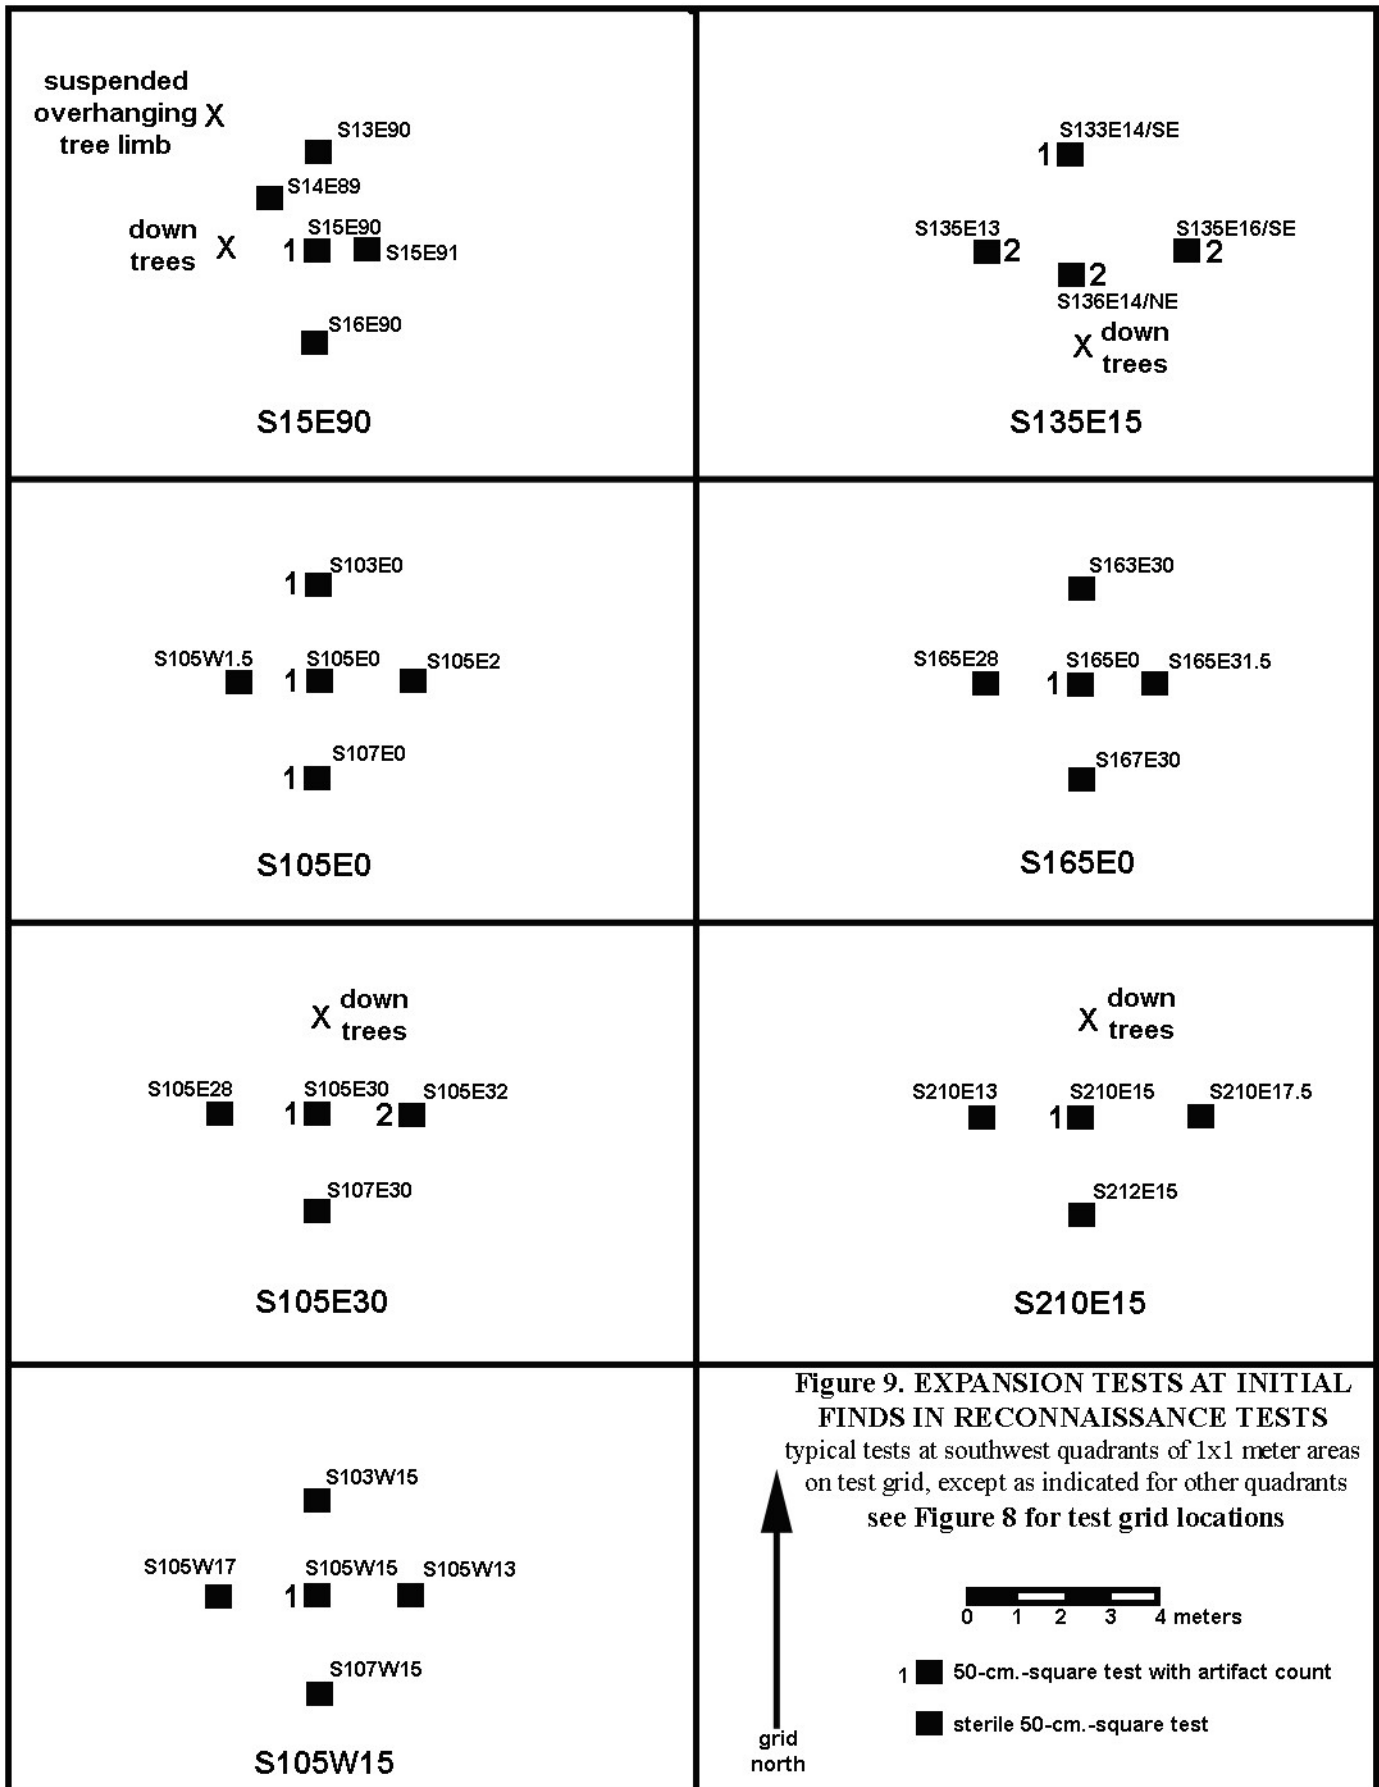 suspended
overhanging X
tree limb
S13E90
S14E89
down
trees
X
S15E90
1
S15E91
S16E90
S15E90
S133E14/SE
1
S135E13
2
S135E16/SE
2
2
S136E14/NE
X down
trees
S135E15
S103E0
1
S105W1.5
S105E0
1
S105E2
S107E0
1
S105E0
S163E30
S165E28
S165E0
1
S165E31.5
S167E30
S165E0
X down
trees
S105E28
S105E30
1
S105E32
2
S107E30
S105E30
X down
trees
S210E13
S210E15
1
S210E17.5
S212E15
S210E15
S103W15
S105W17
S105W15
1
S105W13
S107W15
S105W15
Figure 9. EXPANSION TESTS AT INITIAL
FINDS IN RECONNAISSANCE TESTS
typical tests at southwest quadrants of 1x1 meter areas
on test grid, except as indicated for other quadrants
see Figure 8 for test grid locations
0 1 2 3 4 meters
1 50-cm.-square test with artifact count
sterile 50-cm.-square test
grid
north